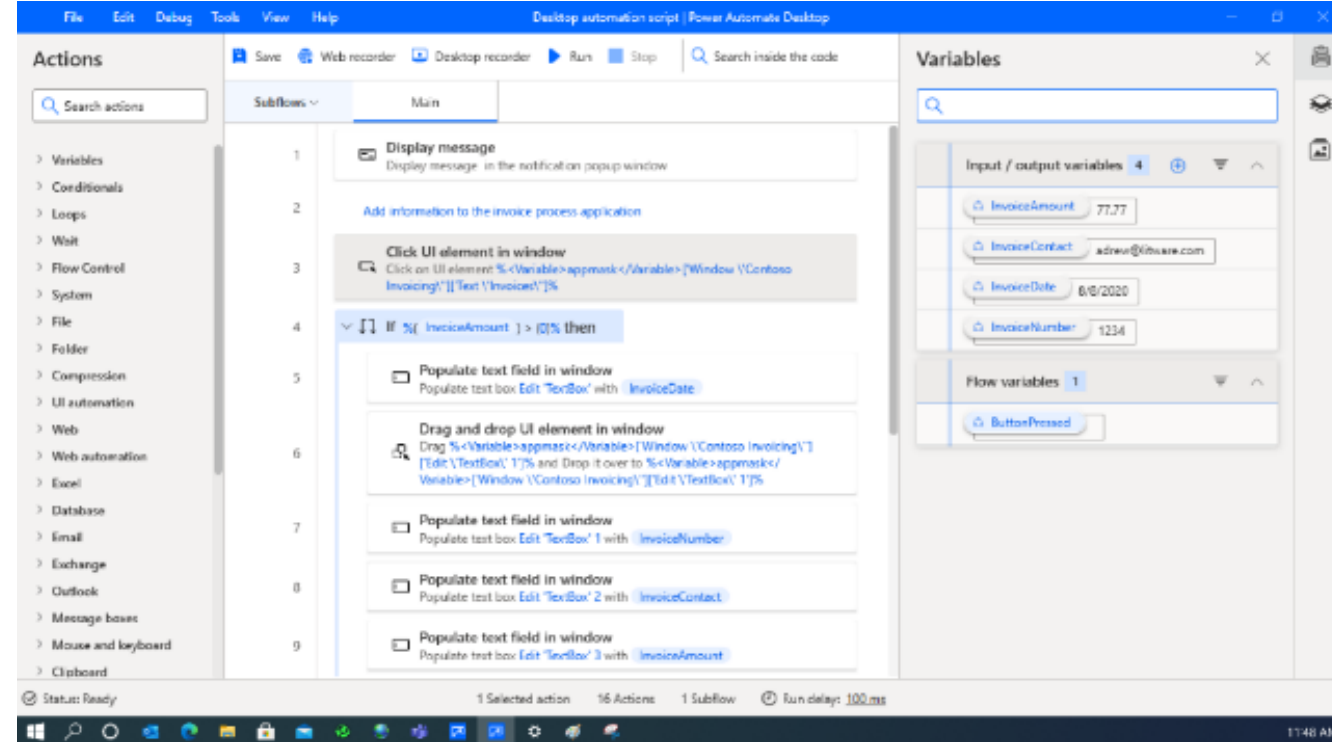 File Edit Debug Tools View Help
Desktop automation script | Power Automate Desktop
Actions
Search actions
Variables
Conditionals
Loops
Wait
Flow Control
System
File
Folder
Compression
UI automation
Web
Web automation
Excel
Database
Email
Exchange
Outlook
Message boxes
Mouse and keyboard
Clipboard
Save Web recorder Desktop recorder Run Stop Search inside the code
Subflows Main
1 Display message
Display message in the notification popup window
2 Add information to the invoice process application
3 Click UI element in window
Click on UI element %<Variable>appmask</Variable>['Window \'Contoso
Invoicing\'']['Text \'Invoices\'']%
4 If %( InvoiceAmount ) > (0)% then
5 Populate text field in window
Populate text box Edit 'TextBox' with InvoiceDate
6 Drag and drop UI element in window
Drag %<Variable>appmask</Variable>['Window \'Contoso Invoicing\'']
['Edit \'TextBox\' 1']% and Drop it over to %<Variable>appmask</
Variable>['Window \'Contoso Invoicing\'']['Edit \'TextBox\' 1']%
7 Populate text field in window
Populate text box Edit 'TextBox' 1 with InvoiceNumber
8 Populate text field in window
Populate text box Edit 'TextBox' 2 with InvoiceContact
9 Populate text field in window
Populate text box Edit 'TextBox' 3 with InvoiceAmount
Variables
Input / output variables 4
InvoiceAmount 77.77
InvoiceContact adrew@litware.com
InvoiceDate 8/8/2020
InvoiceNumber 1234
Flow variables 1
ButtonPressed
Status: Ready 1 Selected action 16 Actions 1 Subflow Run delay: 100 ms
11:48 AM